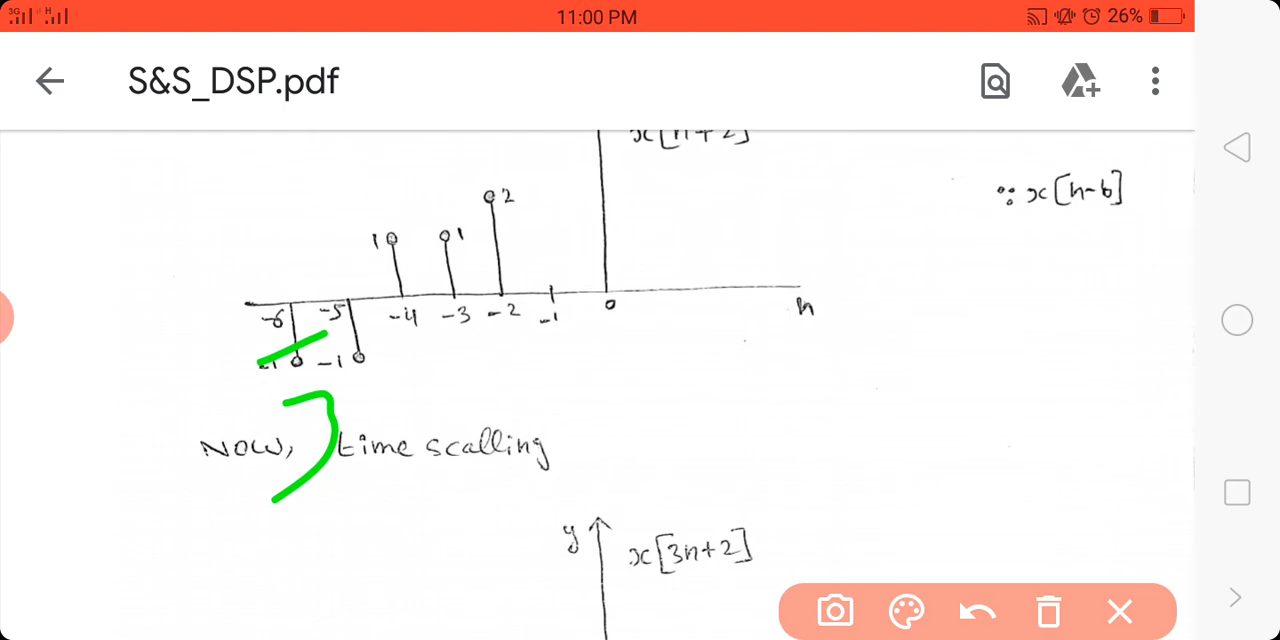 3G H 11:00 PM 26%
S&S_DSP.pdf
x[n+2]
∵ x[n-6]
2
1 1
-6 -5 -4 -3 -2 -1 0 n
-1 -1
Now, time scalling
y x[3n+2]